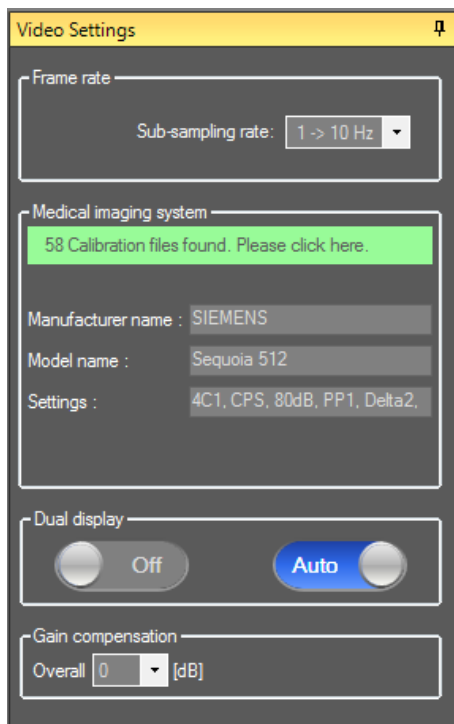 Video Settings
Frame rate
Sub-sampling rate: 1 -> 10 Hz
Medical imaging system
58 Calibration files found. Please click here.
Manufacturer name : SIEMENS
Model name : Sequoia 512
Settings : 4C1, CPS, 80dB, PP1, Delta2,
Dual display
Off Auto
Gain compensation
Overall 0 [dB]